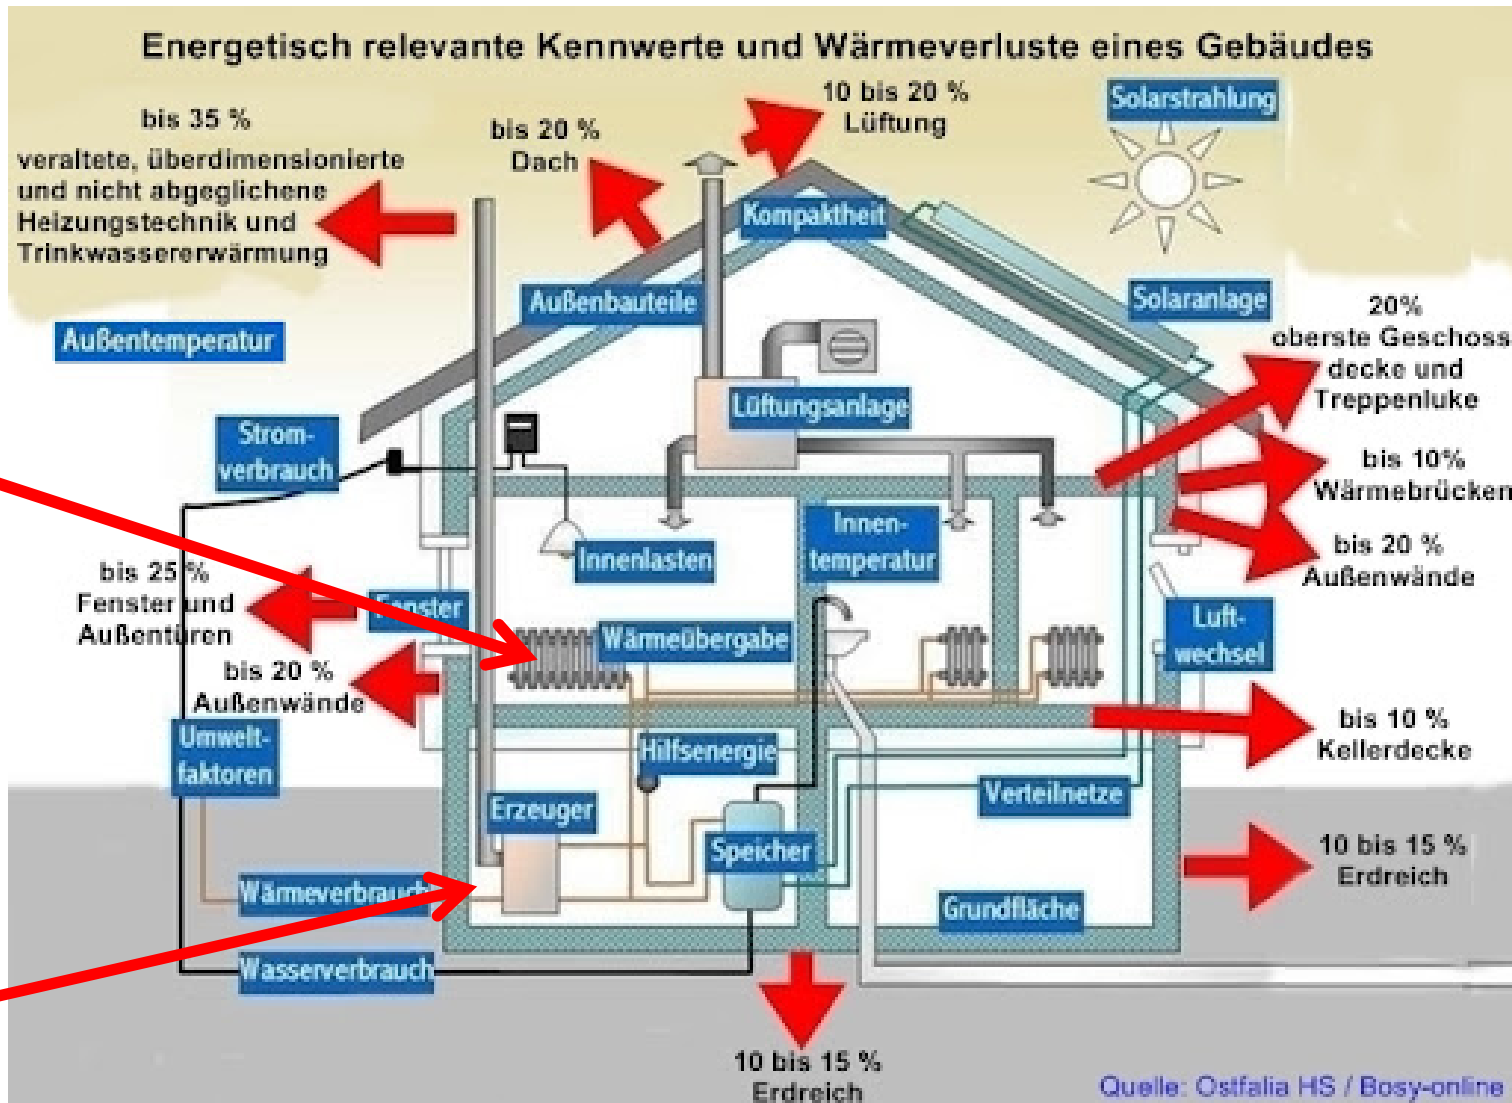 Energetisch relevante Kennwerte und Wärmeverluste eines Gebäudes
bis 35 %
veraltete, überdimensionierte
und nicht abgeglichene
Heizungstechnik und
Trinkwassererwärmung
bis 20 %
Dach
10 bis 20 %
Lüftung
Solarstrahlung
Kompaktheit
Außenbauteile
Solaranlage
Außentemperatur
20%
oberste Geschoss
decke und
Treppenluke
Lüftungsanlage
Strom-
verbrauch
bis 10%
Wärmebrücken
Innen-
temperatur
Innenlasten
bis 20 %
Außenwände
bis 25 %
Fenster und
Außentüren
Fenster
Wärmeübergabe
Luft-
wechsel
bis 20 %
Außenwände
Umwelt-
faktoren
Hilfsenergie
bis 10 %
Kellerdecke
Erzeuger
Verteilnetze
Speicher
10 bis 15 %
Erdreich
Wärmeverbrauch
Grundfläche
Wasserverbrauch
10 bis 15 %
Erdreich
Quelle: Ostfalia HS / Bosy-online